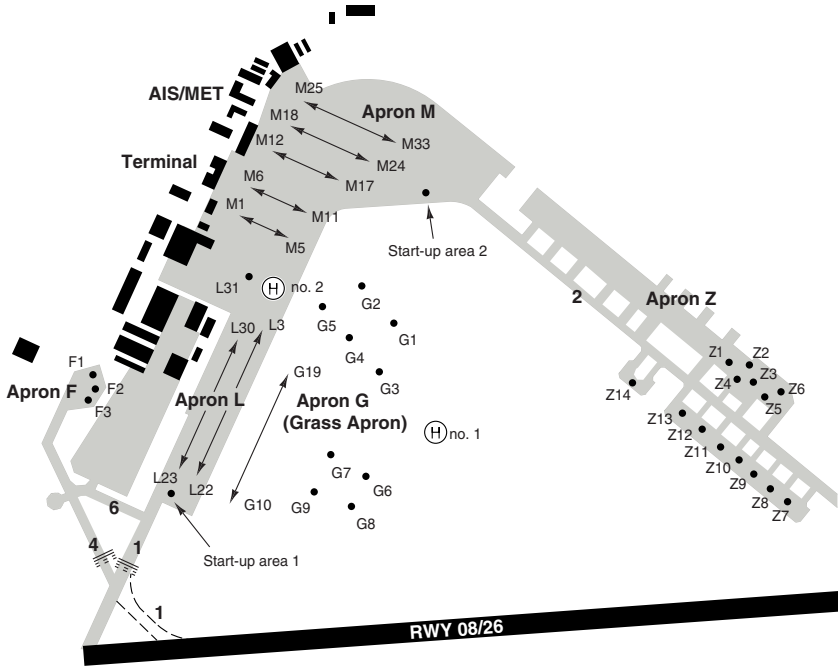 AIS/MET
M25
Apron M
M18
M33
M12
Terminal
M24
M6
M17
M1
M11
M5
Start-up area 2
L31
H no. 2
G2
2
Apron Z
G5
G1
L30
L3
G4
Z1
Z2
F1
G19
G3
Z4
Z3
Apron F
F2
Z6
F3
Apron L
Apron G
(Grass Apron)
Z14
Z5
Z13
H no. 1
Z12
Z11
Z10
L23
L22
G7
G6
Z9
G9
G10
G8
Z8
Z7
6
4
1
Start-up area 1
1
RWY 08/26